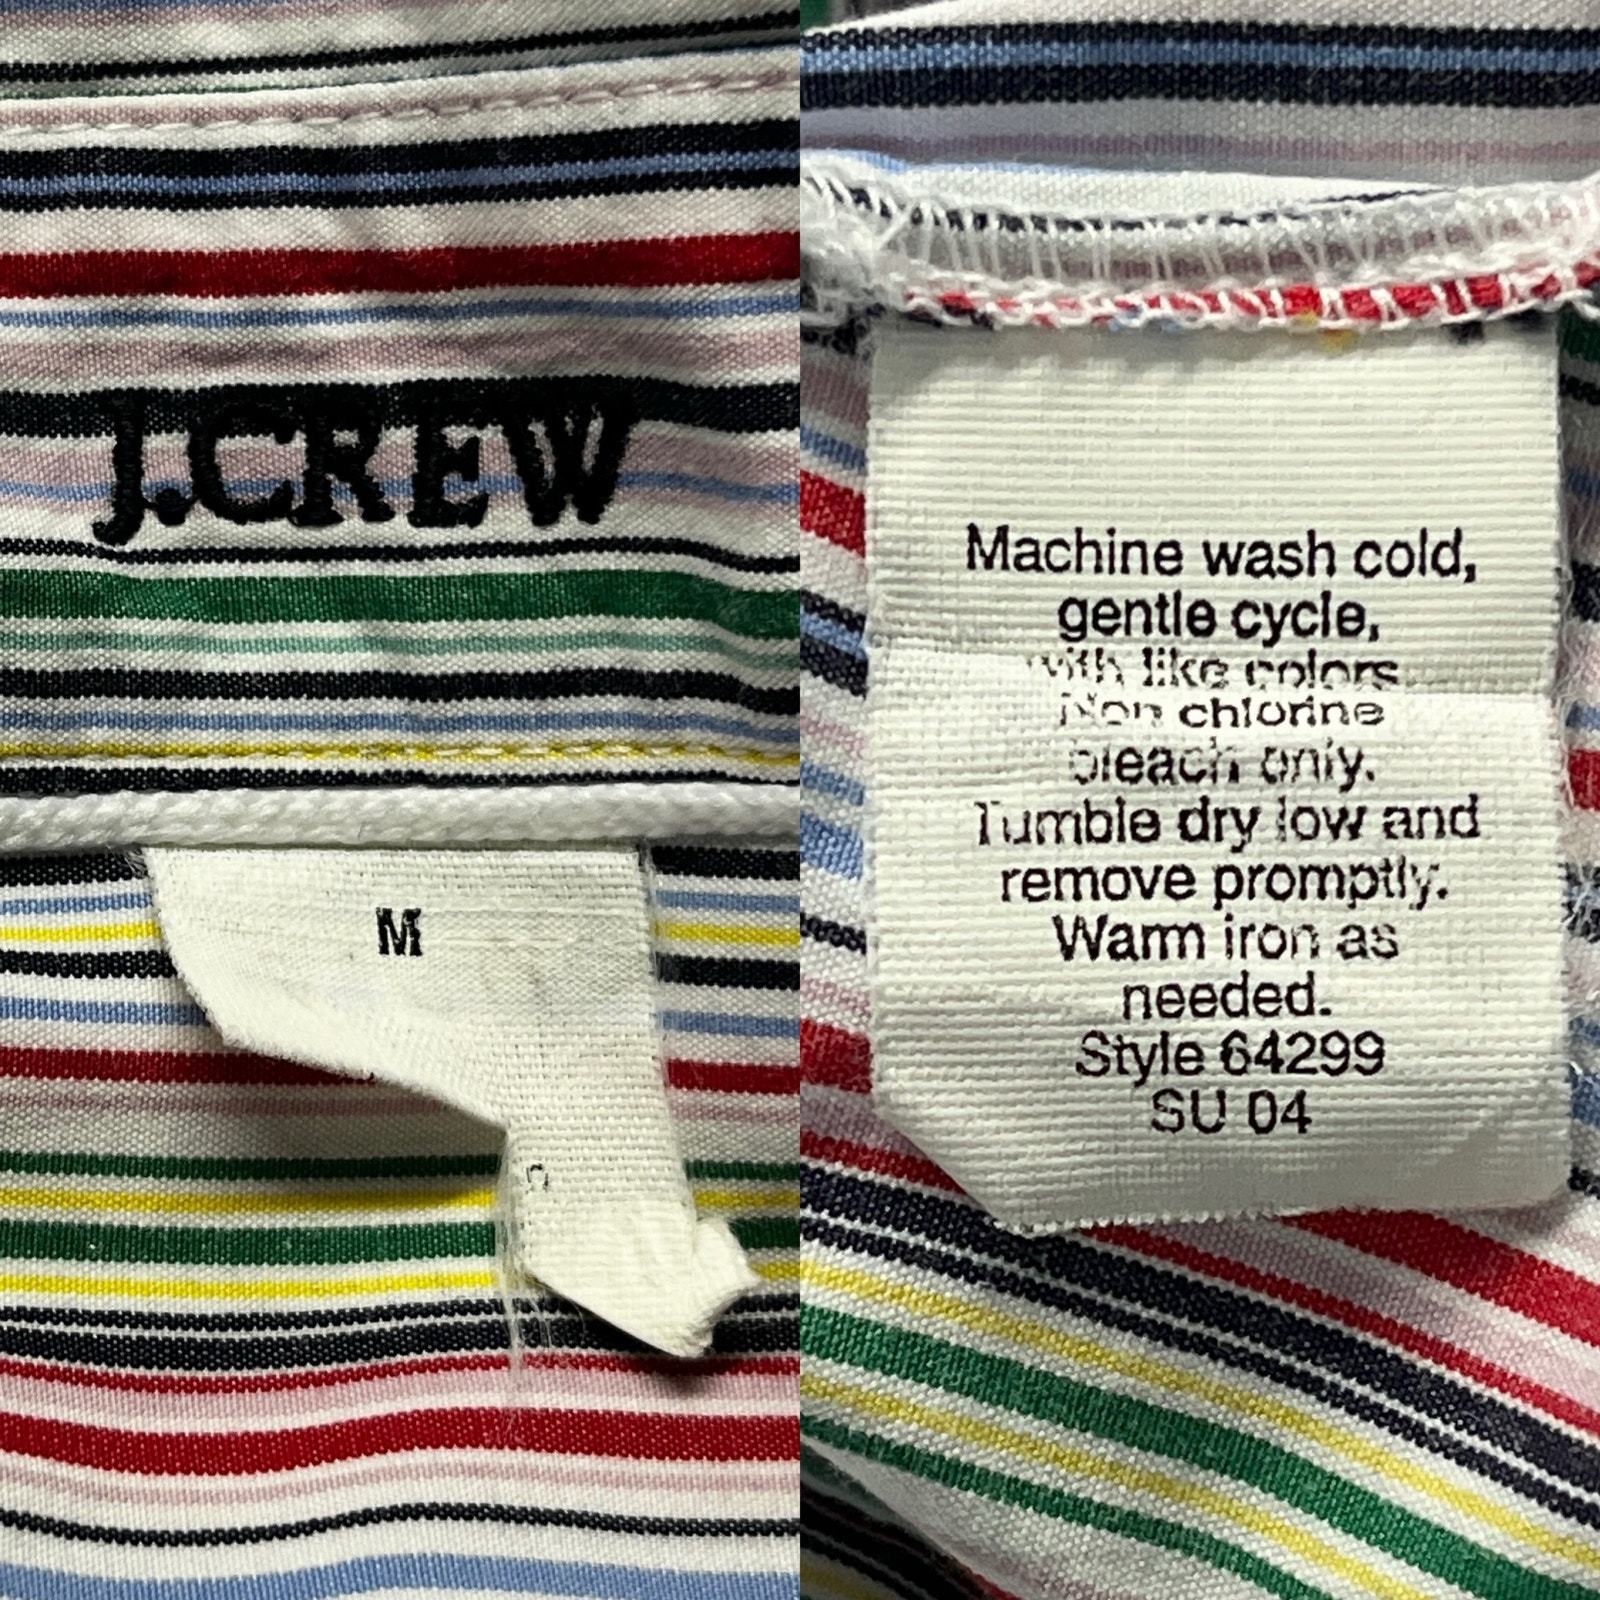 J.CREW
M
C
Machine wash cold,
gentle cycle,
with like colors
Non chlorine
bleach only.
Tumble dry low and
remove promptly.
Warm iron as
needed.
Style 64299
SU 04